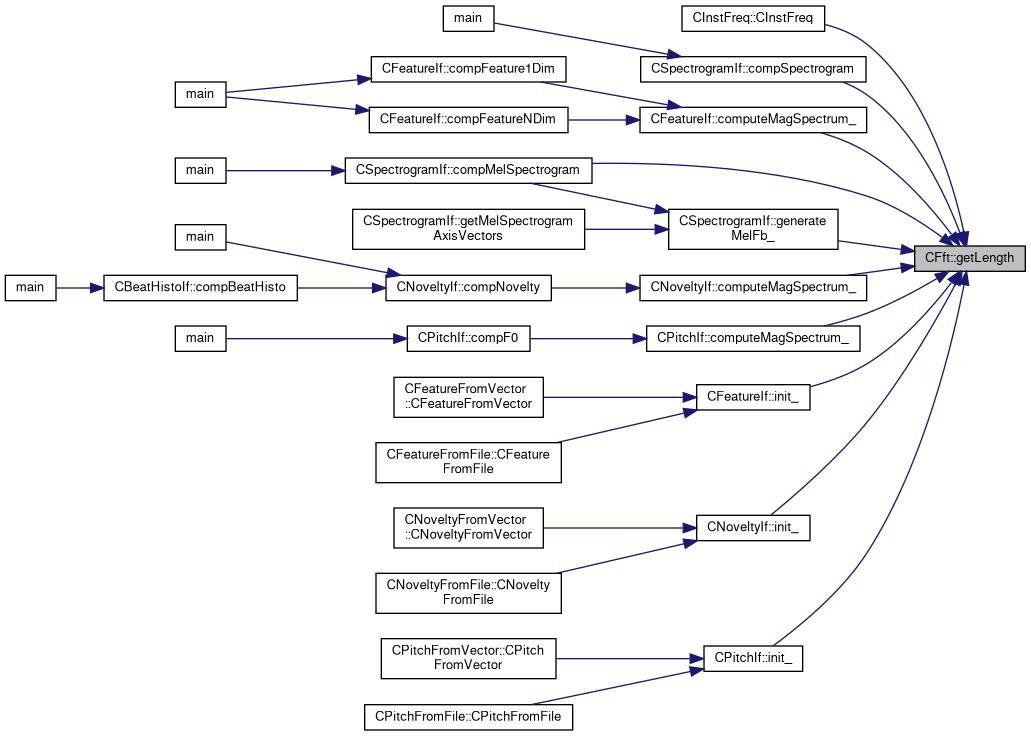 main
CInstFreq::CInstFreq
CFeatureIf::compFeature1Dim
CSpectrogramIf::compSpectrogram
main
CFeatureIf::compFeatureNDim
CFeatureIf::computeMagSpectrum_
main
CSpectrogramIf::compMelSpectrogram
CSpectrogramIf::getMelSpectrogram
AxisVectors
CSpectrogramIf::generate
MelFb_
main
CFft::getLength
main
CBeatHistoIf::compBeatHisto
CNoveltyIf::compNovelty
CNoveltyIf::computeMagSpectrum_
main
CPitchIf::compF0
CPitchIf::computeMagSpectrum_
CFeatureFromVector
::CFeatureFromVector
CFeatureIf::init_
CFeatureFromFile::CFeature
FromFile
CNoveltyFromVector
::CNoveltyFromVector
CNoveltyIf::init_
CNoveltyFromFile::CNovelty
FromFile
CPitchFromVector::CPitch
FromVector
CPitchIf::init_
CPitchFromFile::CPitchFromFile